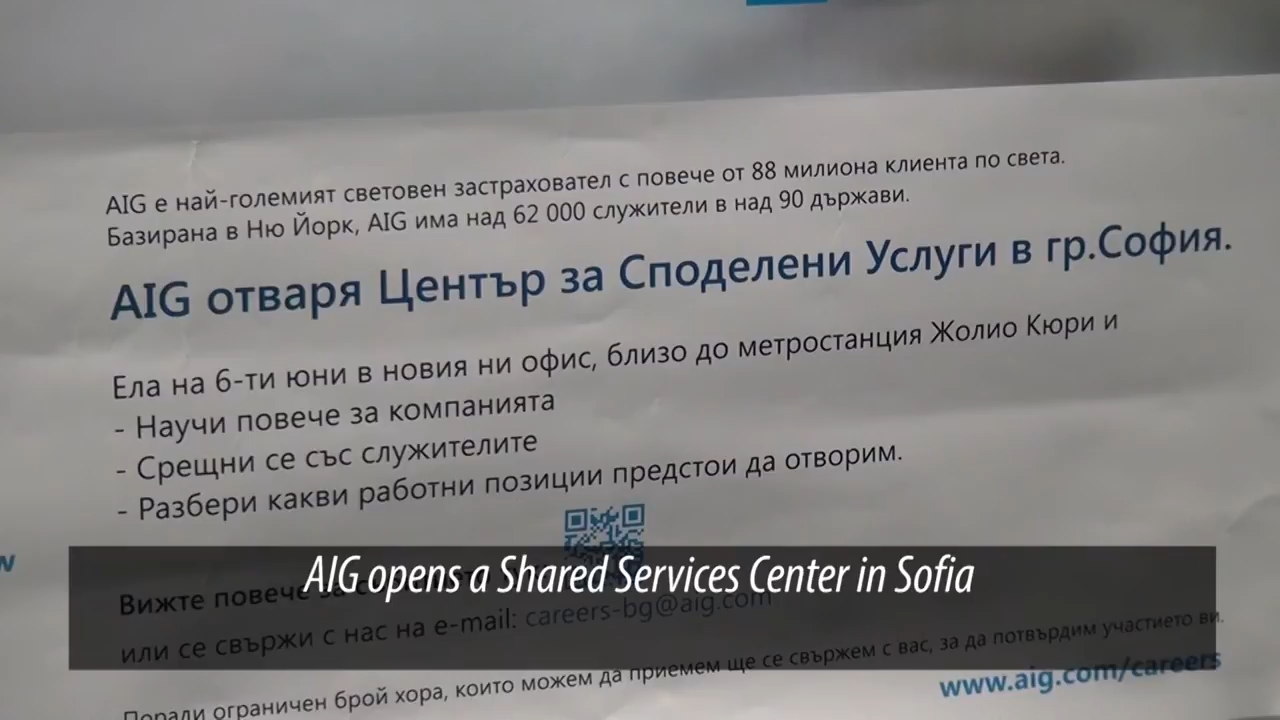 AIG е най-големият световен застраховател с повече от 88 милиона клиента по света.
Базирана в Ню Йорк, AIG има над 62 000 служители в над 90 държави.
AIG отваря Център за Споделени Услуги в гр.София.
Ела на 6-ти юни в новия ни офис, близо до метростанция Жолио Кюри и
- Научи повече за компанията
- Срещни се със служителите
- Разбери какви работни позиции предстои да отворим.
Вижте повече за
AIG opens a Shared Services Center in Sofia
или се свържи с нас на e-mail: careers-bg@aig.com
Поради ограничен брой хора, които можем да приемем ще се свържем с вас, за да потвърдим участието ви.
www.aig.com/careers